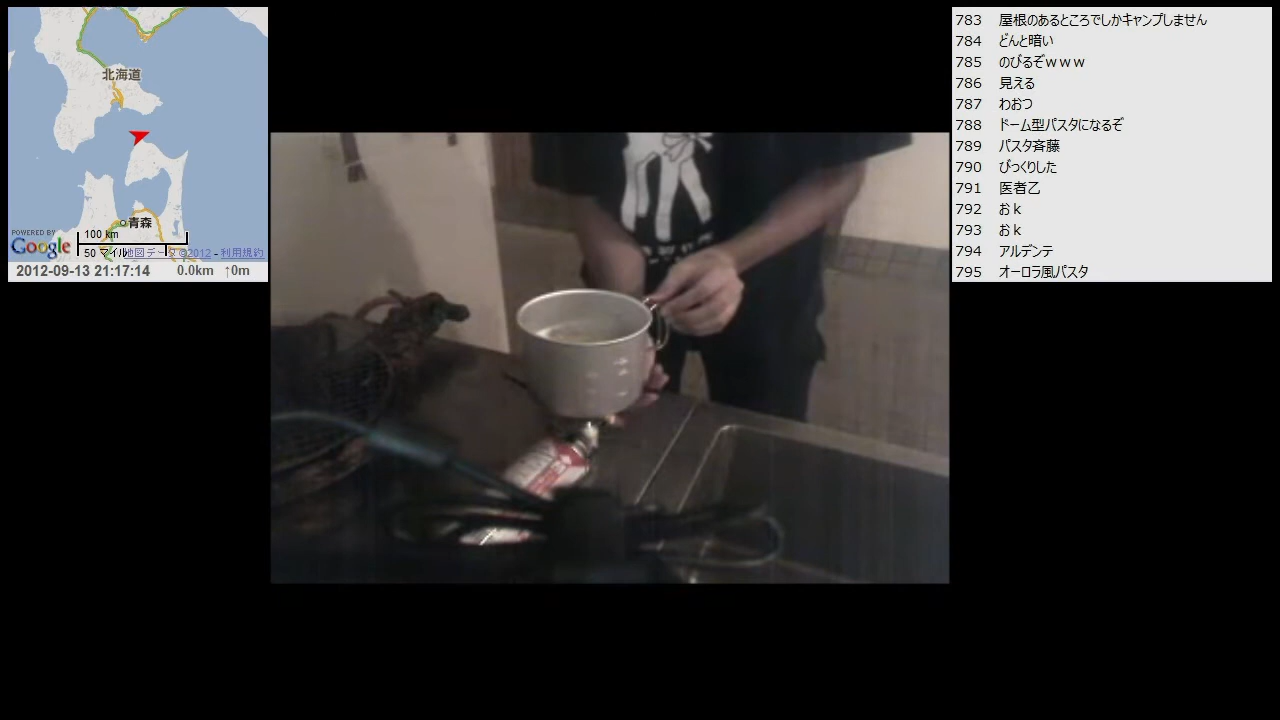 北海道
青森
100 km
50 マイル
POWERED BY
Google
地図データ ©2012 - 利用規約
2012-09-13 21:17:14 0.0km ↑0m
783 屋根のあるところでしかキャンプしません
784 どんと暗い
785 のびるぞｗｗｗ
786 見える
787 わおつ
788 ドーム型パスタになるぞ
789 パスタ斉藤
790 びっくりした
791 医者乙
792 おｋ
793 おｋ
794 アルデンテ
795 オーロラ風パスタ